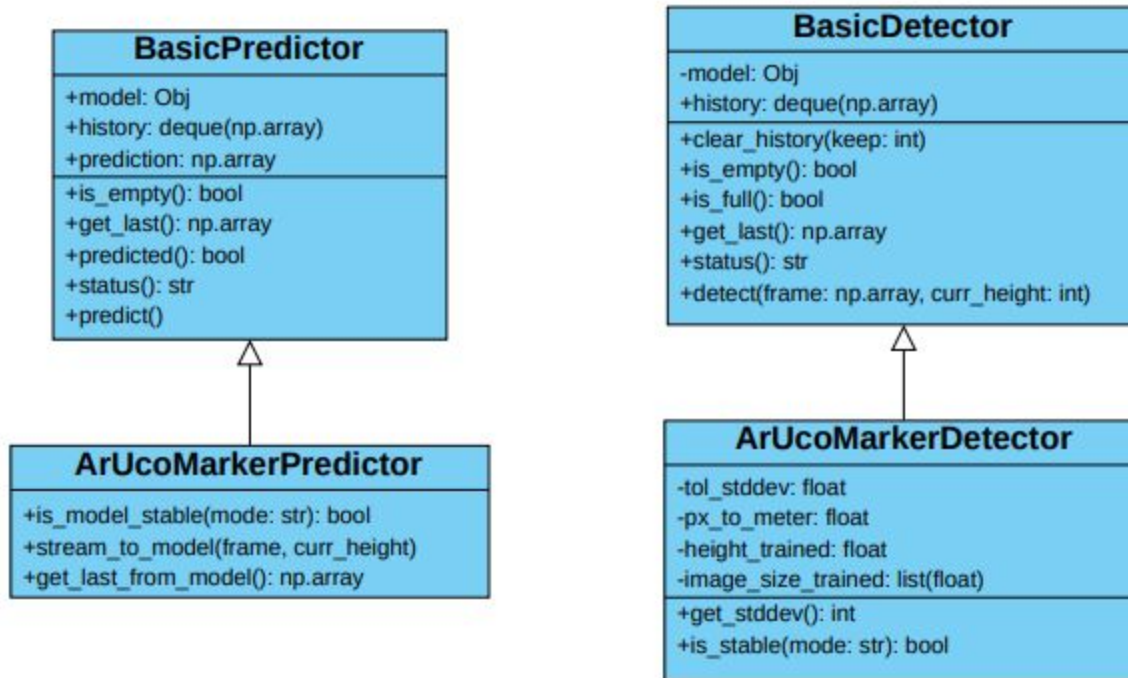 BasicPredictor
+model: Obj
+history: deque(np.array)
+prediction: np.array
+is_empty(): bool
+get_last(): np.array
+predicted(): bool
+status(): str
+predict()
ArUcoMarkerPredictor
+is_model_stable(mode: str): bool
+stream_to_model(frame, curr_height)
+get_last_from_model(): np.array
BasicDetector
-model: Obj
+history: deque(np.array)
+clear_history(keep: int)
+is_empty(): bool
+is_full(): bool
+get_last(): np.array
+status(): str
+detect(frame: np.array, curr_height: int)
ArUcoMarkerDetector
-tol_stddev: float
-px_to_meter: float
-height_trained: float
-image_size_trained: list(float)
+get_stddev(): int
+is_stable(mode: str): bool